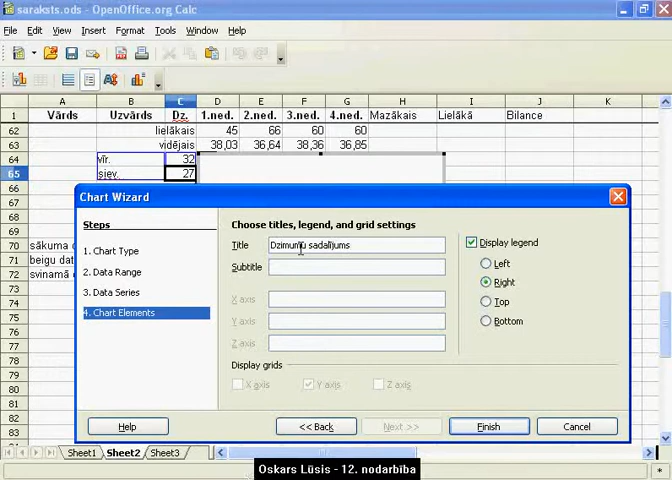 saraksts.ods - OpenOffice.org Calc
File Edit View Insert Format Tools Data Window Help
A B C D E F G H I J K
1 Vārds Uzvārds Dz. 1.ned. 2.ned. 3.ned. 4.ned. Mazākais Lielākā Bilance
62 lielākais 45 66 60 60
63 vidējais 38,03 36,64 38,36 36,85
64 vīr. 32
65 siev. 27
66
Chart Wizard
Steps
1. Chart Type
2. Data Range
3. Data Series
4. Chart Elements
Choose titles, legend, and grid settings
Title Dzimumu sadalījums
Subtitle
X axis
Y axis
Z axis
Display legend
Left
Right
Top
Bottom
Display grids
X axis Y axis Z axis
70 sākuma d
71 beigu dat
72 svinamā d
73
74
75
76
77
78
79
80
81
82
83
Help << Back Next >> Finish Cancel
Sheet1 Sheet2 Sheet3
Oskars Lūsis - 12. nodarbība